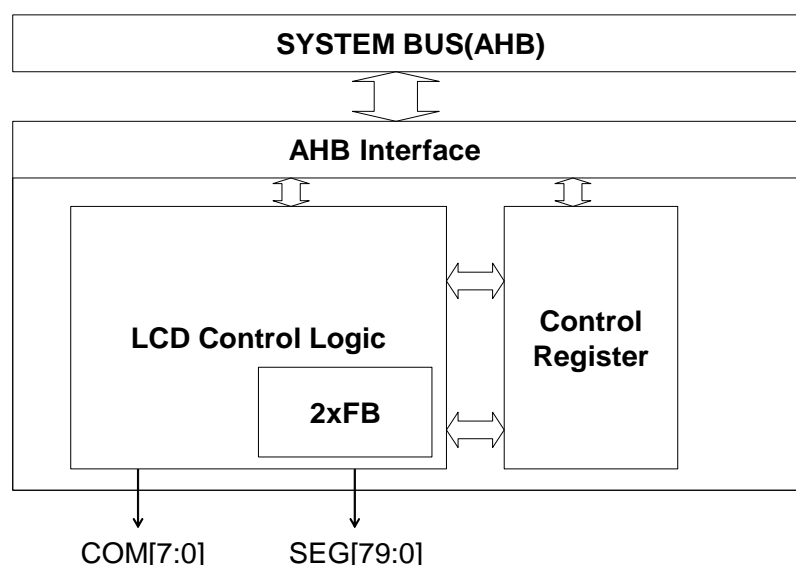 SYSTEM BUS(AHB)
AHB Interface
LCD Control Logic
Control
Register
2xFB
COM[7:0]
SEG[79:0]